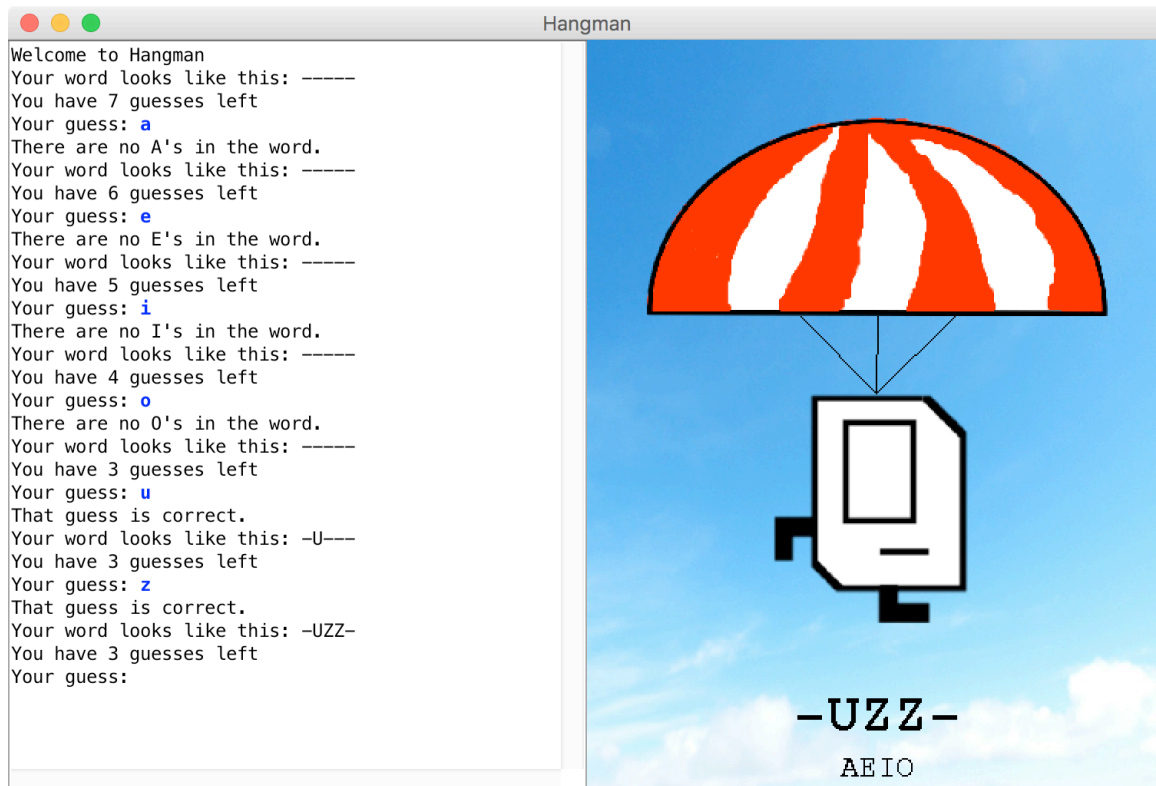 Hangman
Welcome to Hangman
Your word looks like this: -----
You have 7 guesses left
Your guess: a
There are no A's in the word.
Your word looks like this: -----
You have 6 guesses left
Your guess: e
There are no E's in the word.
Your word looks like this: -----
You have 5 guesses left
Your guess: i
There are no I's in the word.
Your word looks like this: -----
You have 4 guesses left
Your guess: o
There are no O's in the word.
Your word looks like this: -----
You have 3 guesses left
Your guess: u
That guess is correct.
Your word looks like this: -U---
You have 3 guesses left
Your guess: z
That guess is correct.
Your word looks like this: -UZZ-
You have 3 guesses left
Your guess:
-UZZ-
AEIO